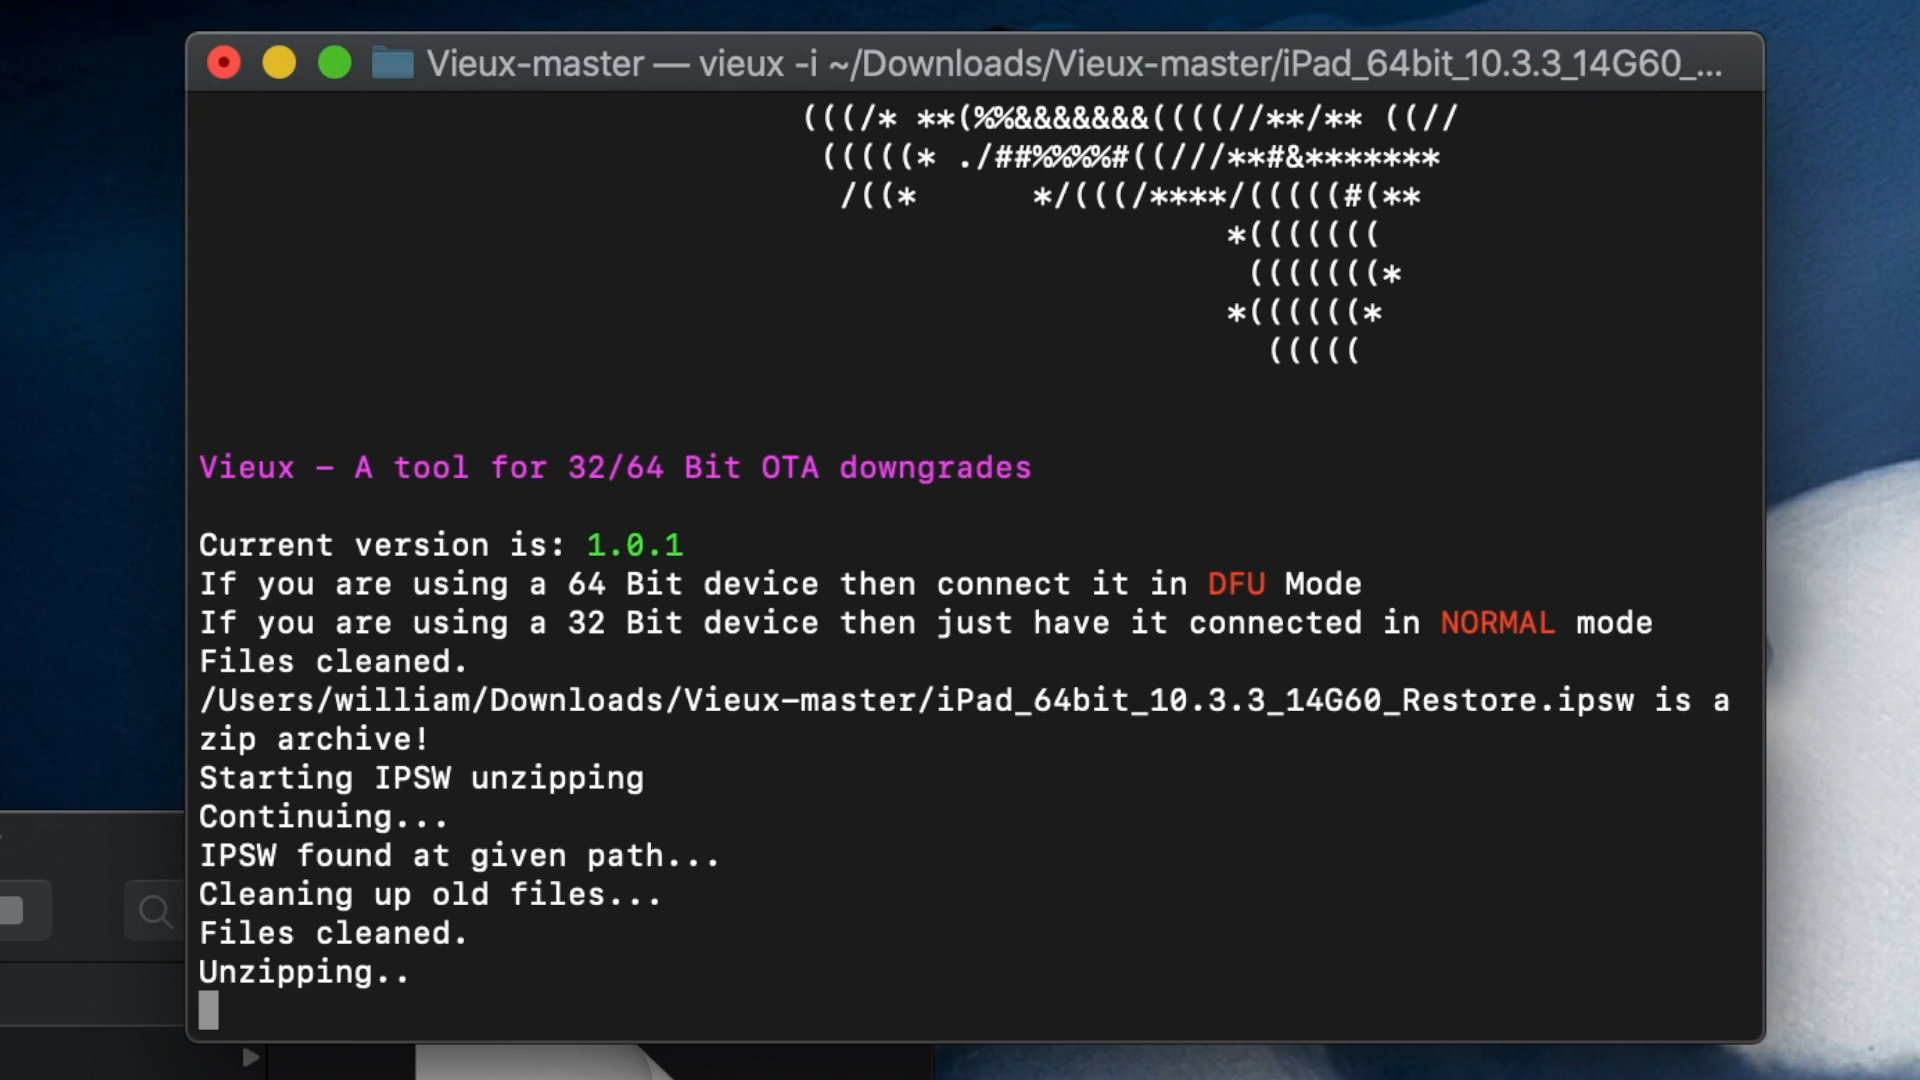 Vieux-master — vieux -i ~/Downloads/Vieux-master/iPad_64bit_10.3.3_14G60_...
(((/* **(%%&&&&&&&((((//**/** ((//
(((((* ./##%%%%#((///**#&*******
/((*      */(((/****/(((((#(**
*(((((((
(((((((*
*((((((*
(((((
Vieux – A tool for 32/64 Bit OTA downgrades
Current version is: 1.0.1
If you are using a 64 Bit device then connect it in DFU Mode
If you are using a 32 Bit device then just have it connected in NORMAL mode
Files cleaned.
/Users/william/Downloads/Vieux-master/iPad_64bit_10.3.3_14G60_Restore.ipsw is a
zip archive!
Starting IPSW unzipping
Continuing...
IPSW found at given path...
Cleaning up old files...
Files cleaned.
Unzipping..